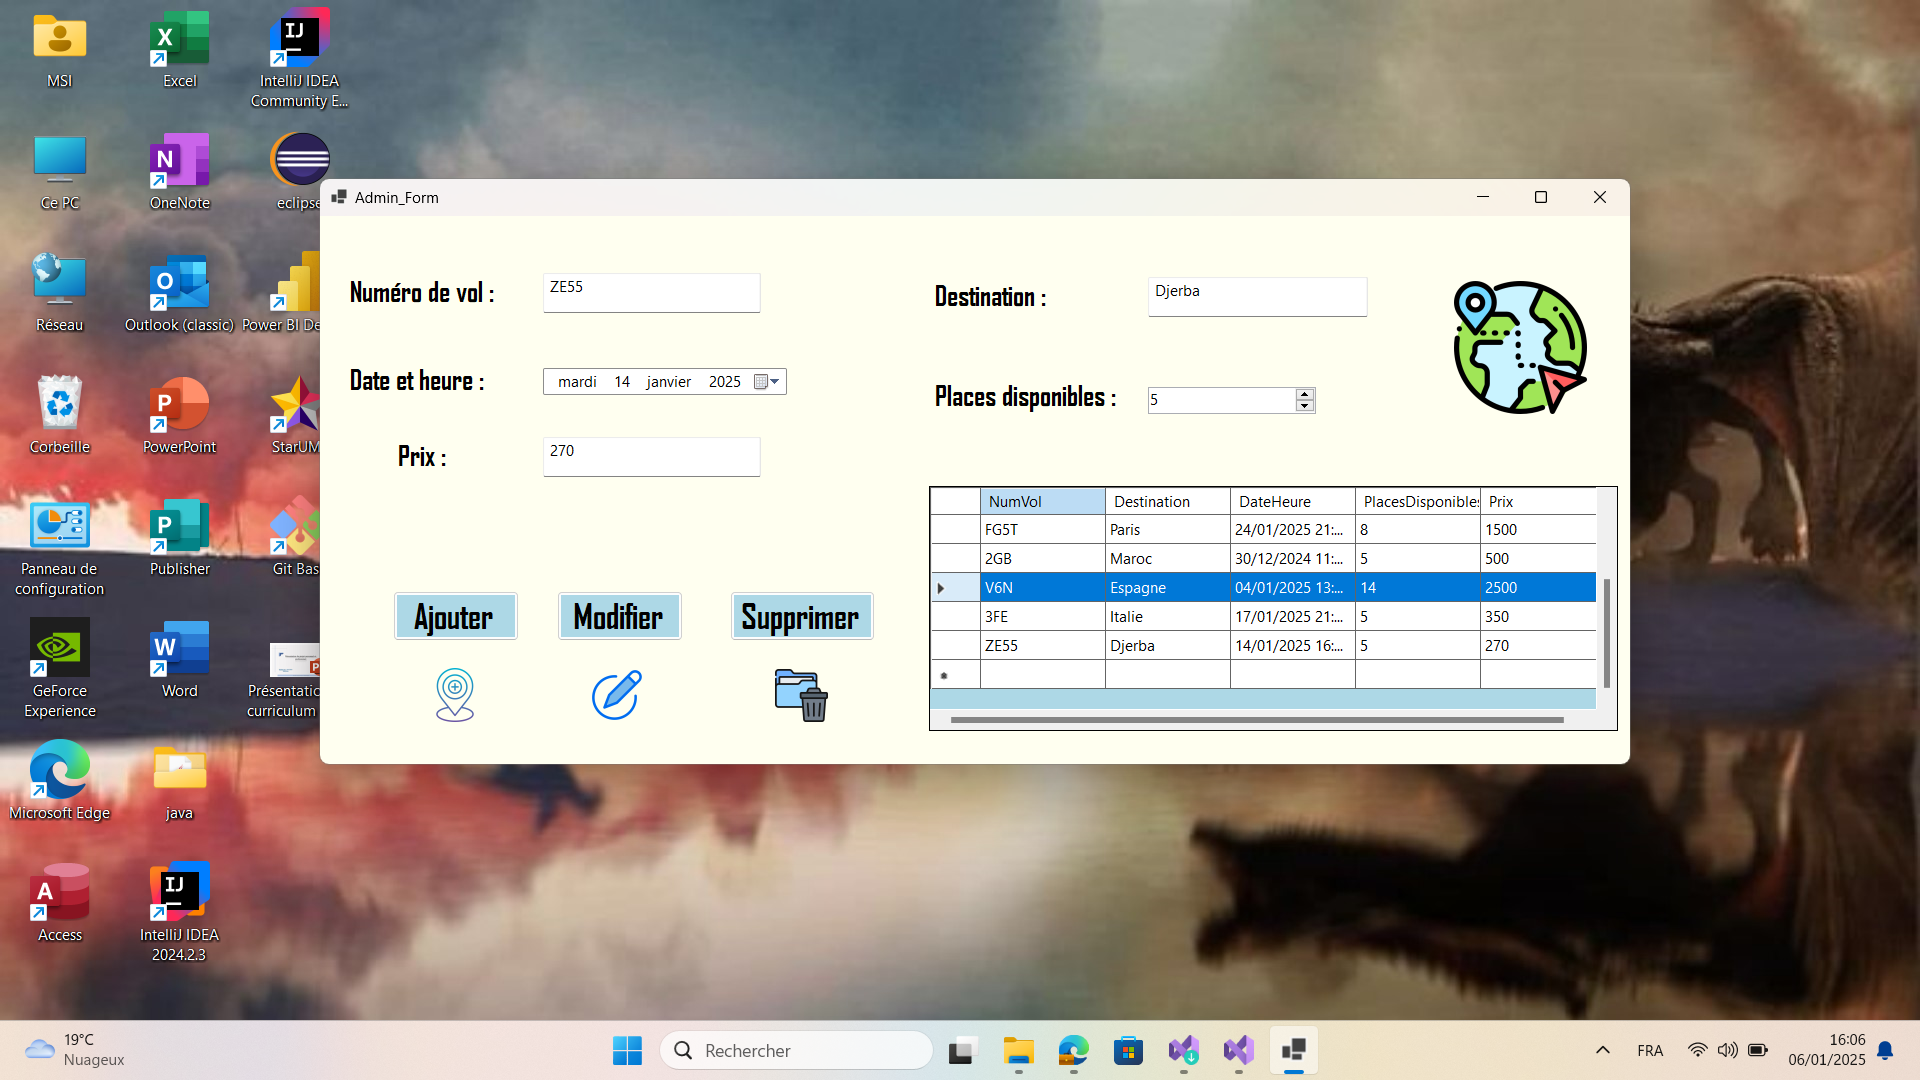 MSI
Excel
IntelliJ IDEA
Community E...
Ce PC
OneNote
eclipse
Réseau
Outlook (classic)
Power BI De
Corbeille
PowerPoint
StarUM
Panneau de
configuration
Publisher
Git Bas
GeForce
Experience
Word
Présentatio
curriculum
Microsoft Edge
java
Access
IntelliJ IDEA
2024.2.3
Admin_Form
Numéro de vol :
ZE55
Destination :
Djerba
Date et heure :
mardi 14 janvier 2025
Places disponibles :
5
Prix :
270
Ajouter
Modifier
Supprimer
NumVol Destination DateHeure PlacesDisponibles Prix
FG5T Paris 24/01/2025 21:... 8 1500
2GB Maroc 30/12/2024 11:... 5 500
V6N Espagne 04/01/2025 13:... 14 2500
3FE Italie 17/01/2025 21:... 5 350
ZE55 Djerba 14/01/2025 16:... 5 270
19°C
Nuageux
Rechercher
FRA
16:06
06/01/2025